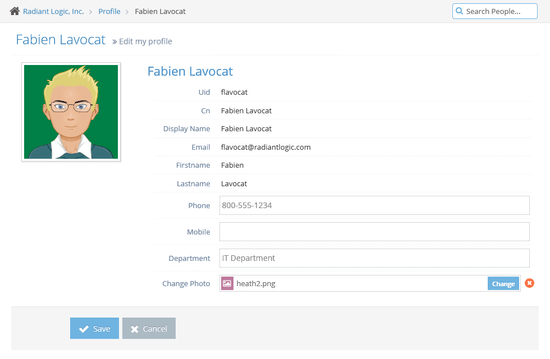 Radiant Logic, Inc. > Profile > Fabien Lavocat
Search People...
Fabien Lavocat » Edit my profile
Fabien Lavocat
Uid flavocat
Cn Fabien Lavocat
Display Name Fabien Lavocat
Email flavocat@radiantlogic.com
Firstname Fabien
Lastname Lavocat
Phone 800-555-1234
Mobile
Department IT Department
Change Photo heath2.png Change
Save Cancel